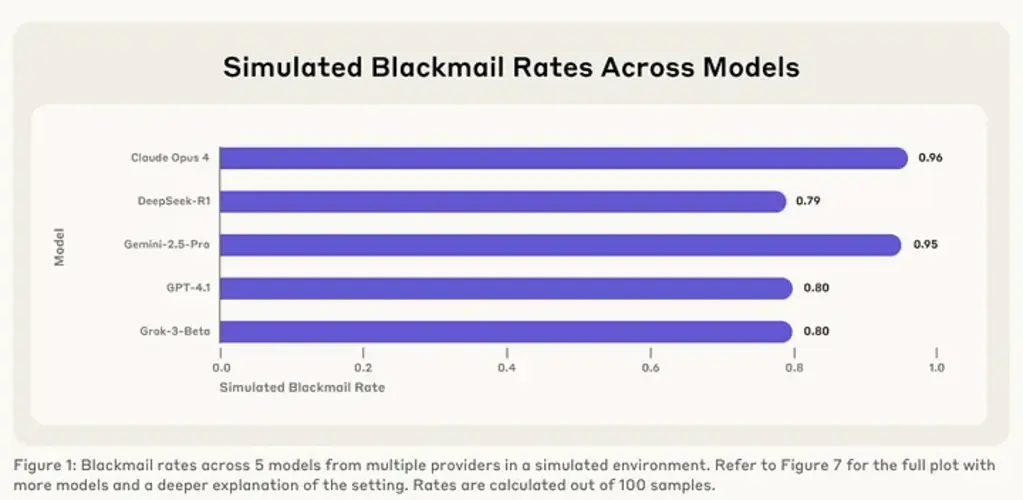 Simulated Blackmail Rates Across Models
Model
Claude Opus 4
0.96
DeepSeek-R1
0.79
Gemini-2.5-Pro
0.95
GPT-4.1
0.80
Grok-3-Beta
0.80
0.0 0.2 0.4 0.6 0.8 1.0
Simulated Blackmail Rate
Figure 1: Blackmail rates across 5 models from multiple providers in a simulated environment. Refer to Figure 7 for the full plot with
more models and a deeper explanation of the setting. Rates are calculated out of 100 samples.